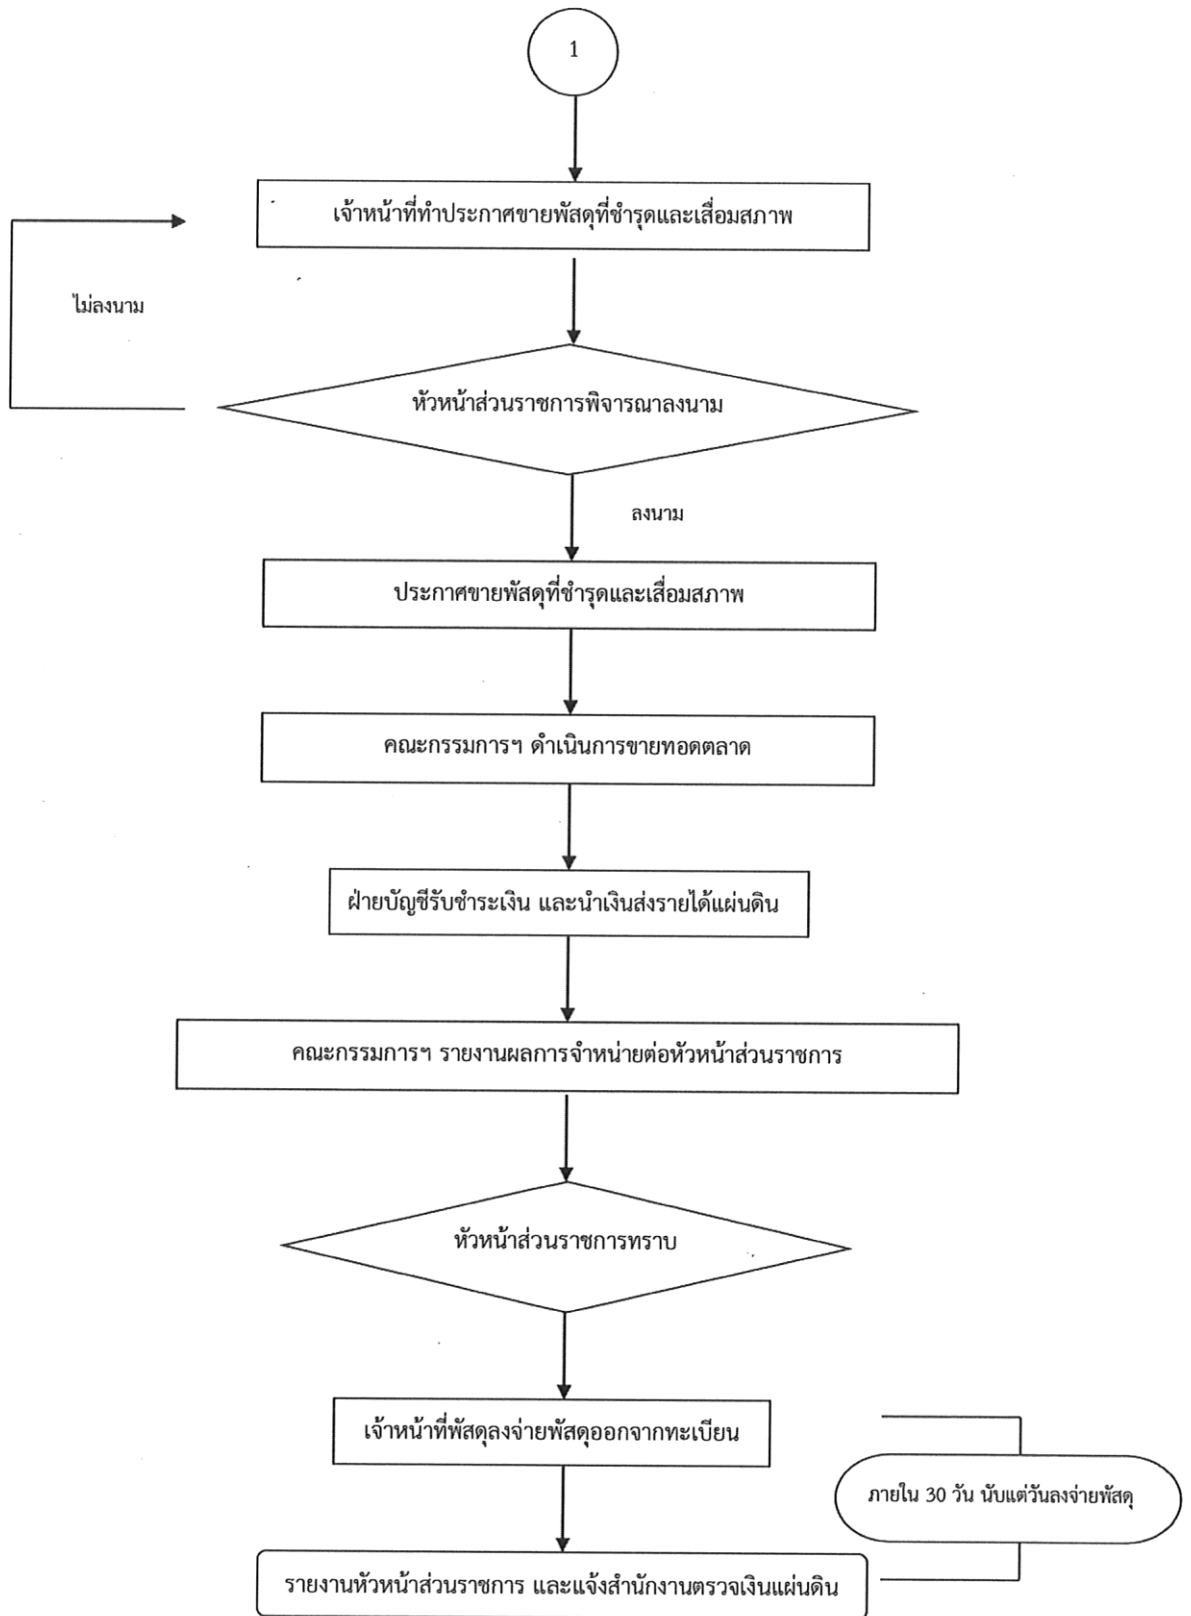 1
เจ้าหน้าที่ทำประกาศขายพัสดุที่ชำรุดและเสื่อมสภาพ
ไม่ลงนาม
หัวหน้าส่วนราชการพิจารณาลงนาม
ลงนาม
ประกาศขายพัสดุที่ชำรุดและเสื่อมสภาพ
คณะกรรมการฯ ดำเนินการขายทอดตลาด
ฝ่ายบัญชีรับชำระเงิน และนำเงินส่งรายได้แผ่นดิน
คณะกรรมการฯ รายงานผลการจำหน่ายต่อหัวหน้าส่วนราชการ
หัวหน้าส่วนราชการทราบ
เจ้าหน้าที่พัสดุลงจ่ายพัสดุออกจากทะเบียน
ภายใน 30 วัน นับแต่วันลงจ่ายพัสดุ
รายงานหัวหน้าส่วนราชการ และแจ้งสำนักงานตรวจเงินแผ่นดิน